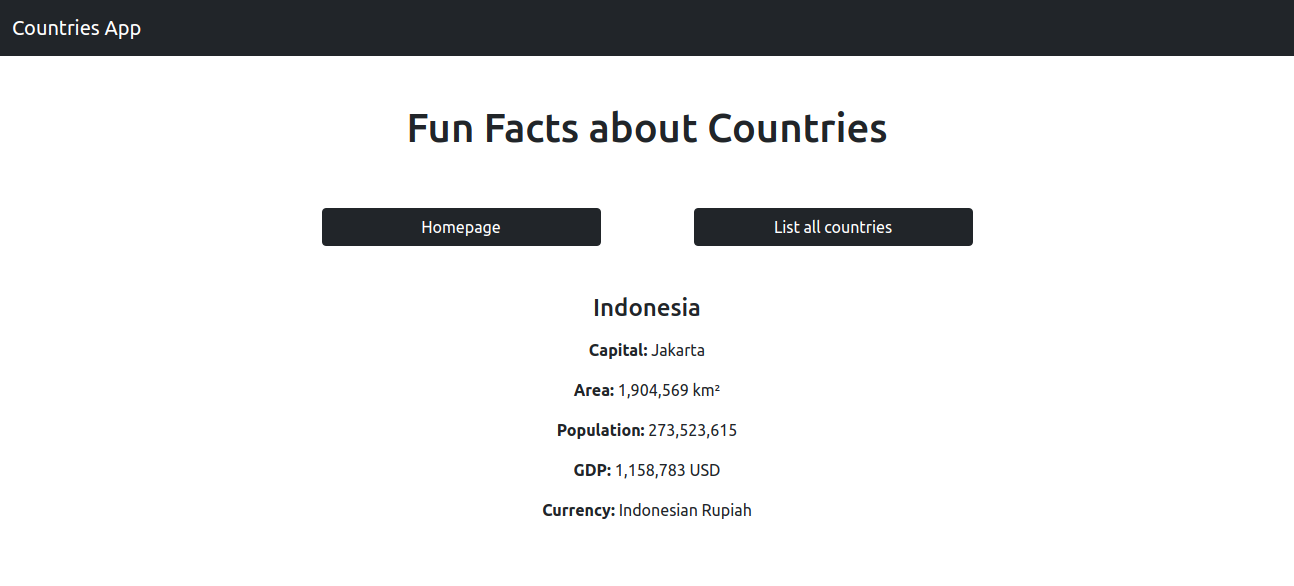 Countries App
Fun Facts about Countries
Homepage
List all countries
Indonesia
Capital: Jakarta
Area: 1,904,569 km²
Population: 273,523,615
GDP: 1,158,783 USD
Currency: Indonesian Rupiah